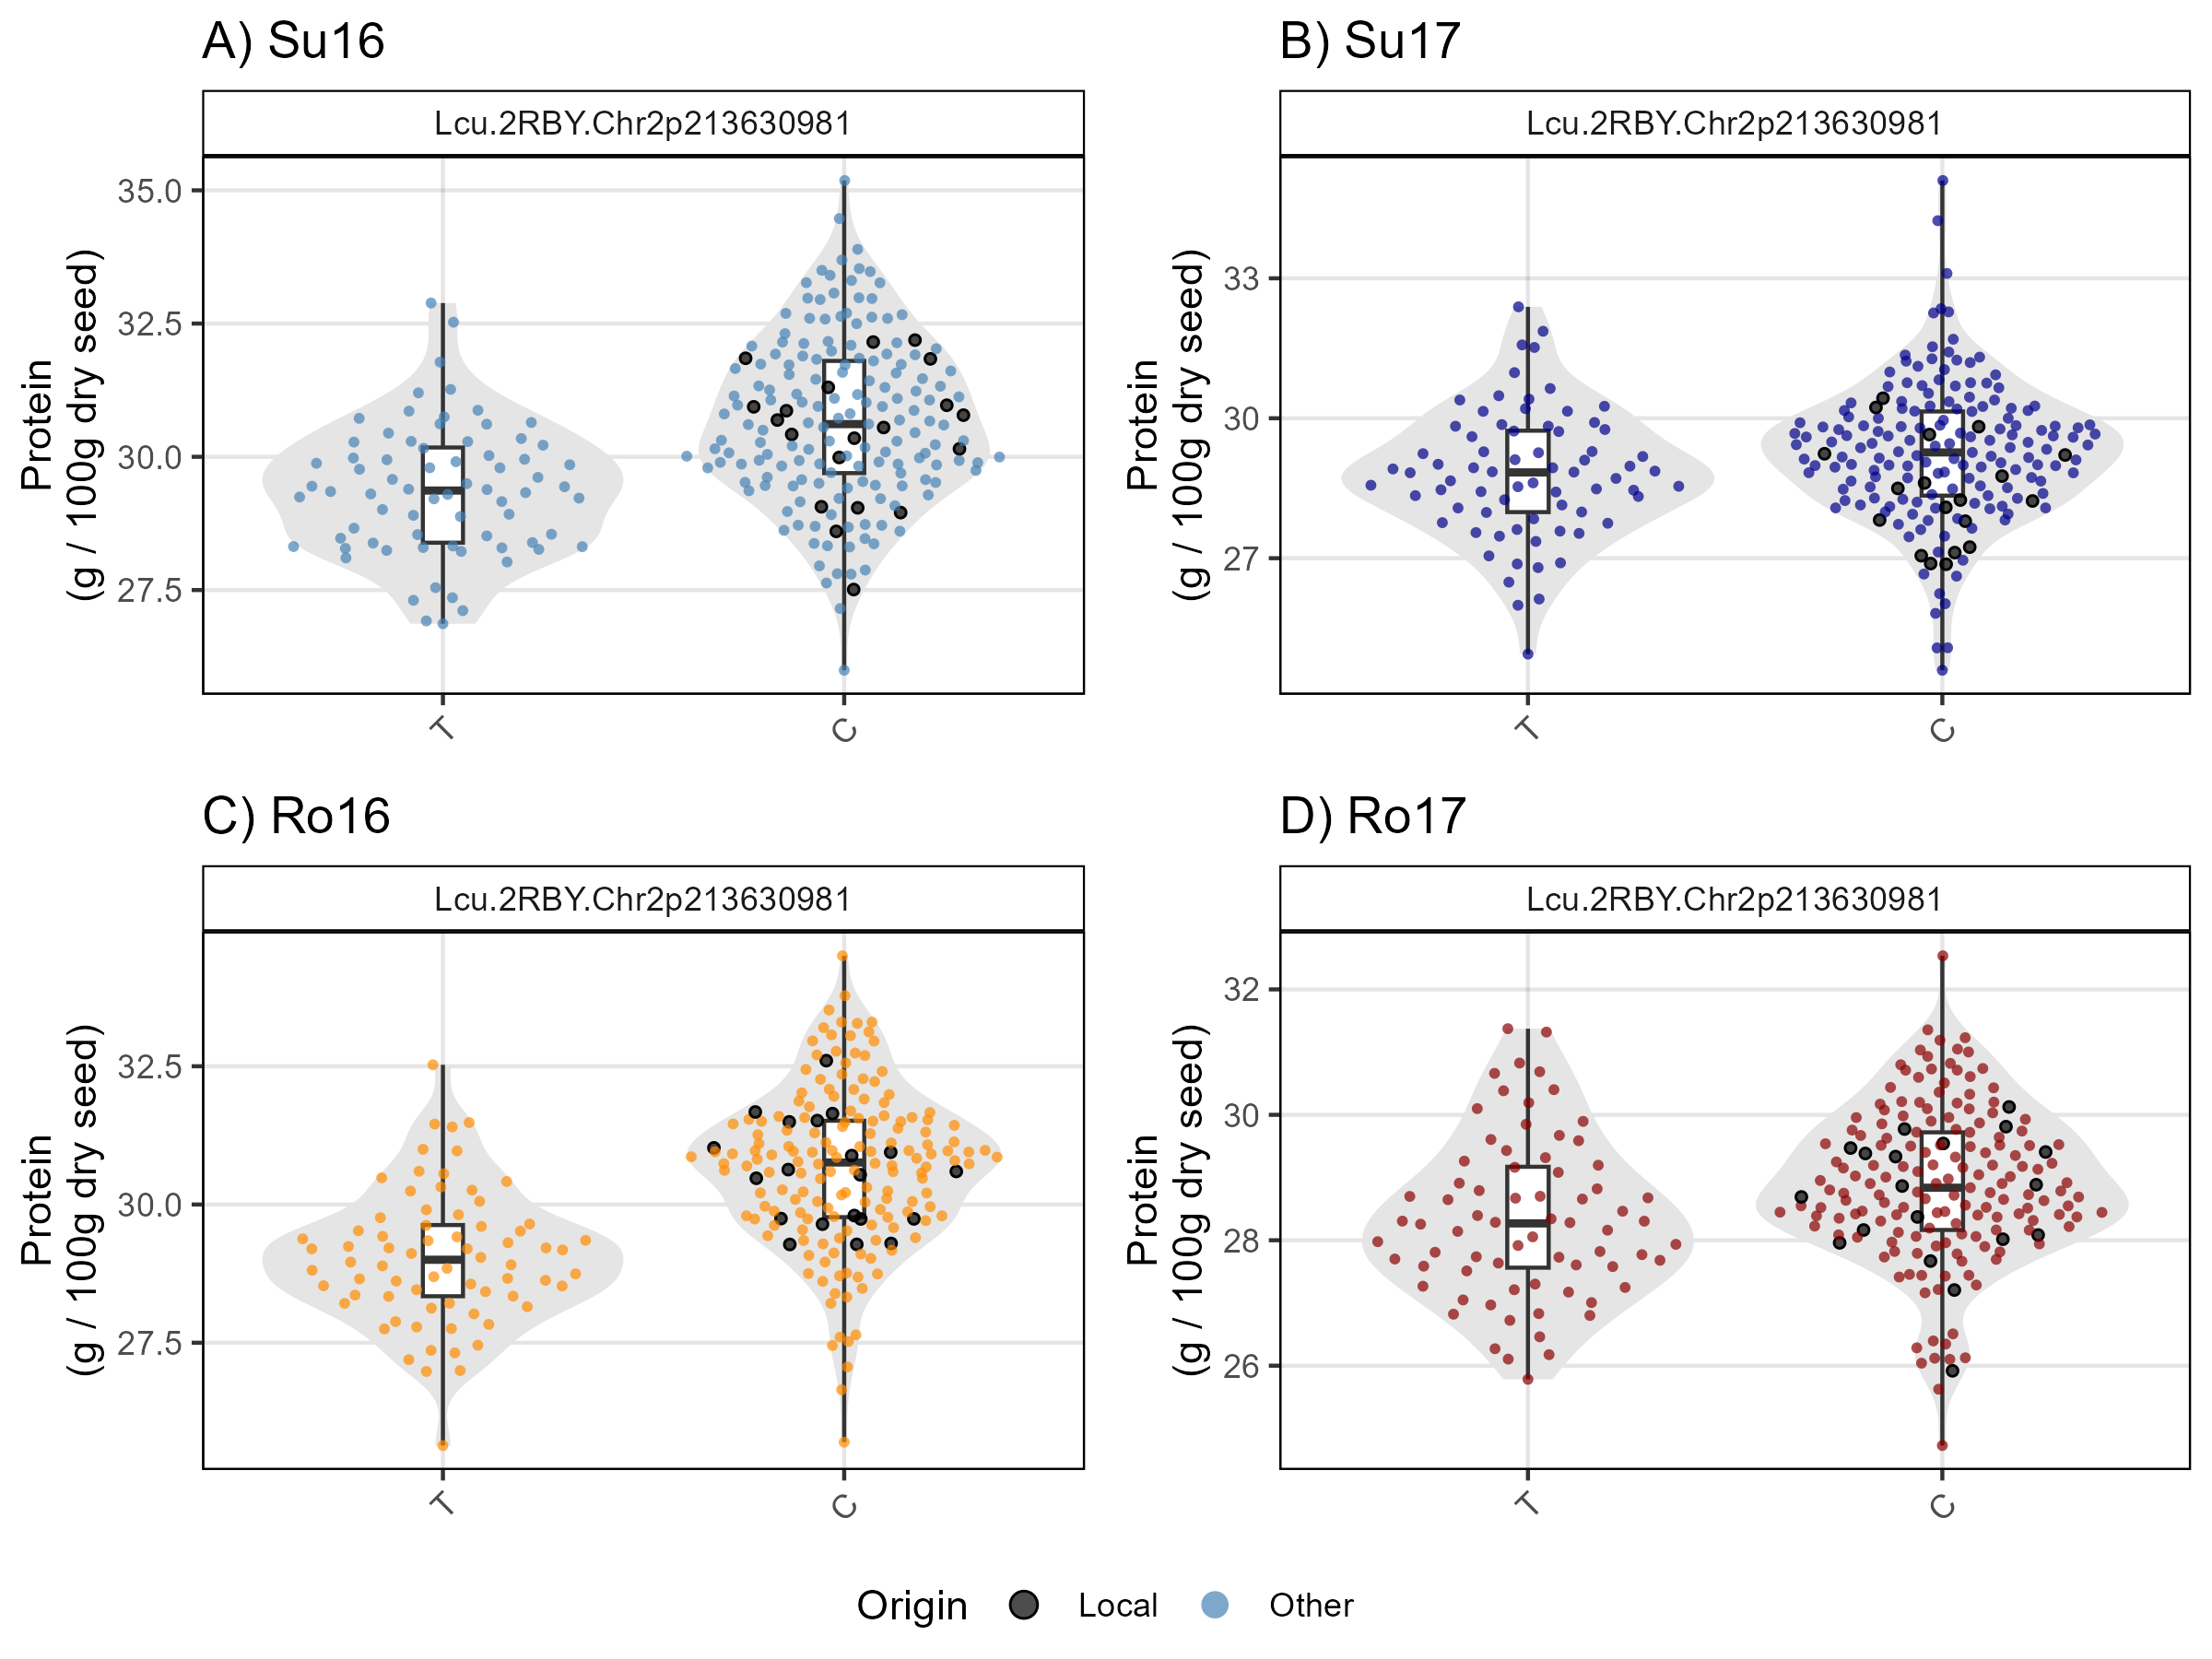 A) Su16
Lcu.2RBY.Chr2p213630981
Protein
(g / 100g dry seed)
35.0
32.5
30.0
27.5
T
C
B) Su17
Lcu.2RBY.Chr2p213630981
Protein
(g / 100g dry seed)
33
30
27
T
C
C) Ro16
Lcu.2RBY.Chr2p213630981
Protein
(g / 100g dry seed)
32.5
30.0
27.5
T
C
D) Ro17
Lcu.2RBY.Chr2p213630981
Protein
(g / 100g dry seed)
32
30
28
26
T
C
Origin Local Other